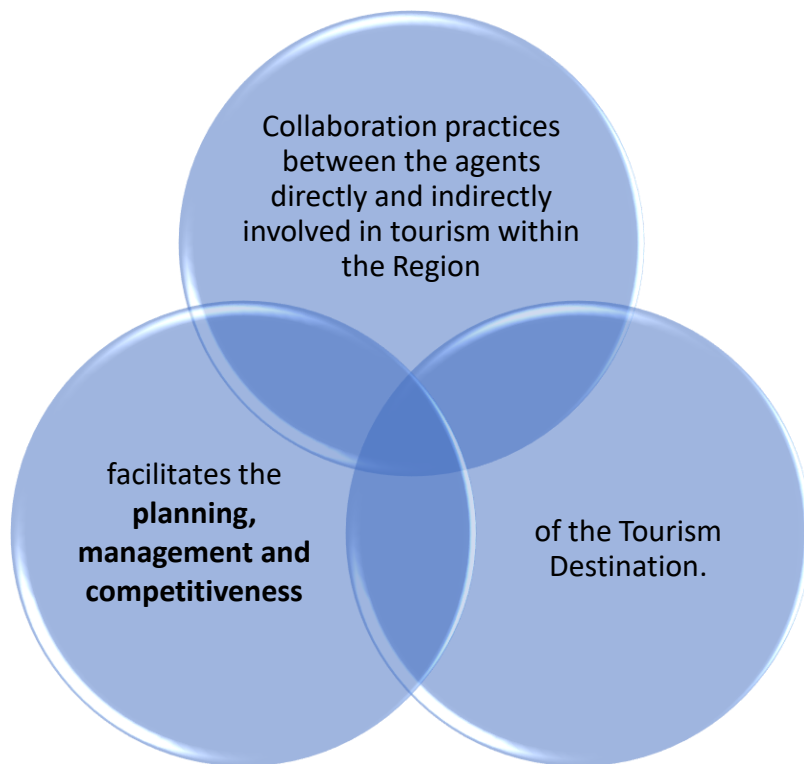 Collaboration practices
between the agents
directly and indirectly
involved in tourism within
the Region
facilitates the
planning,
management and
competitiveness
of the Tourism
Destination.